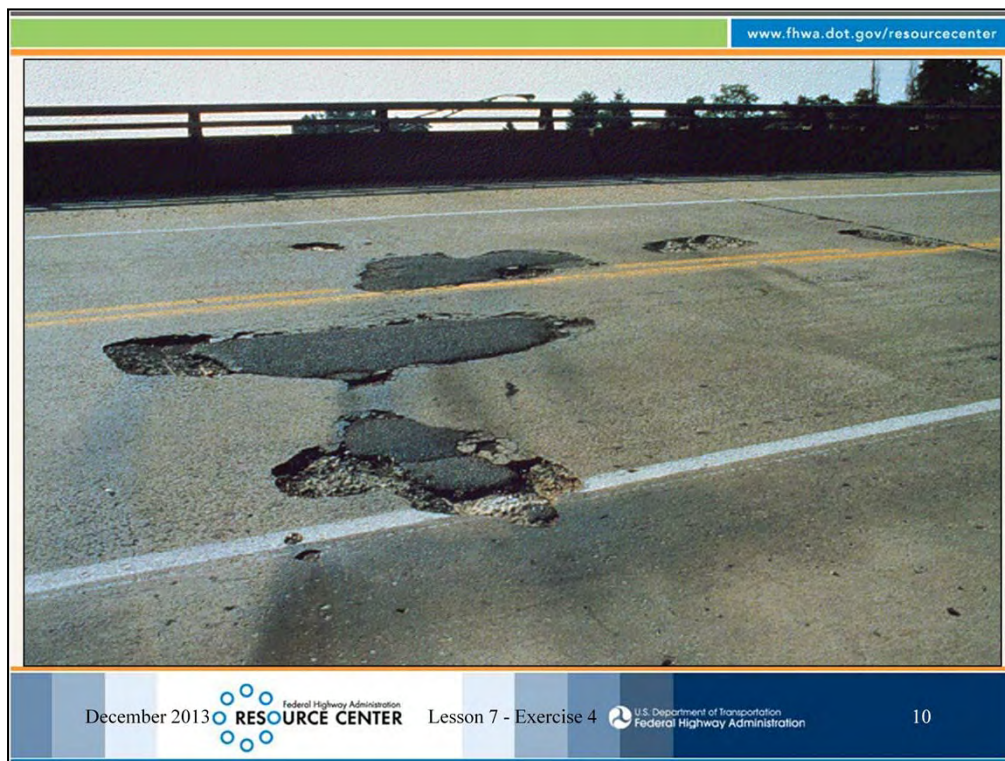 www.fhwa.dot.gov/resourcecenter
December 2013
Federal Highway Administration
RESOURCE CENTER
Lesson 7 - Exercise 4
U.S. Department of Transportation
Federal Highway Administration
10